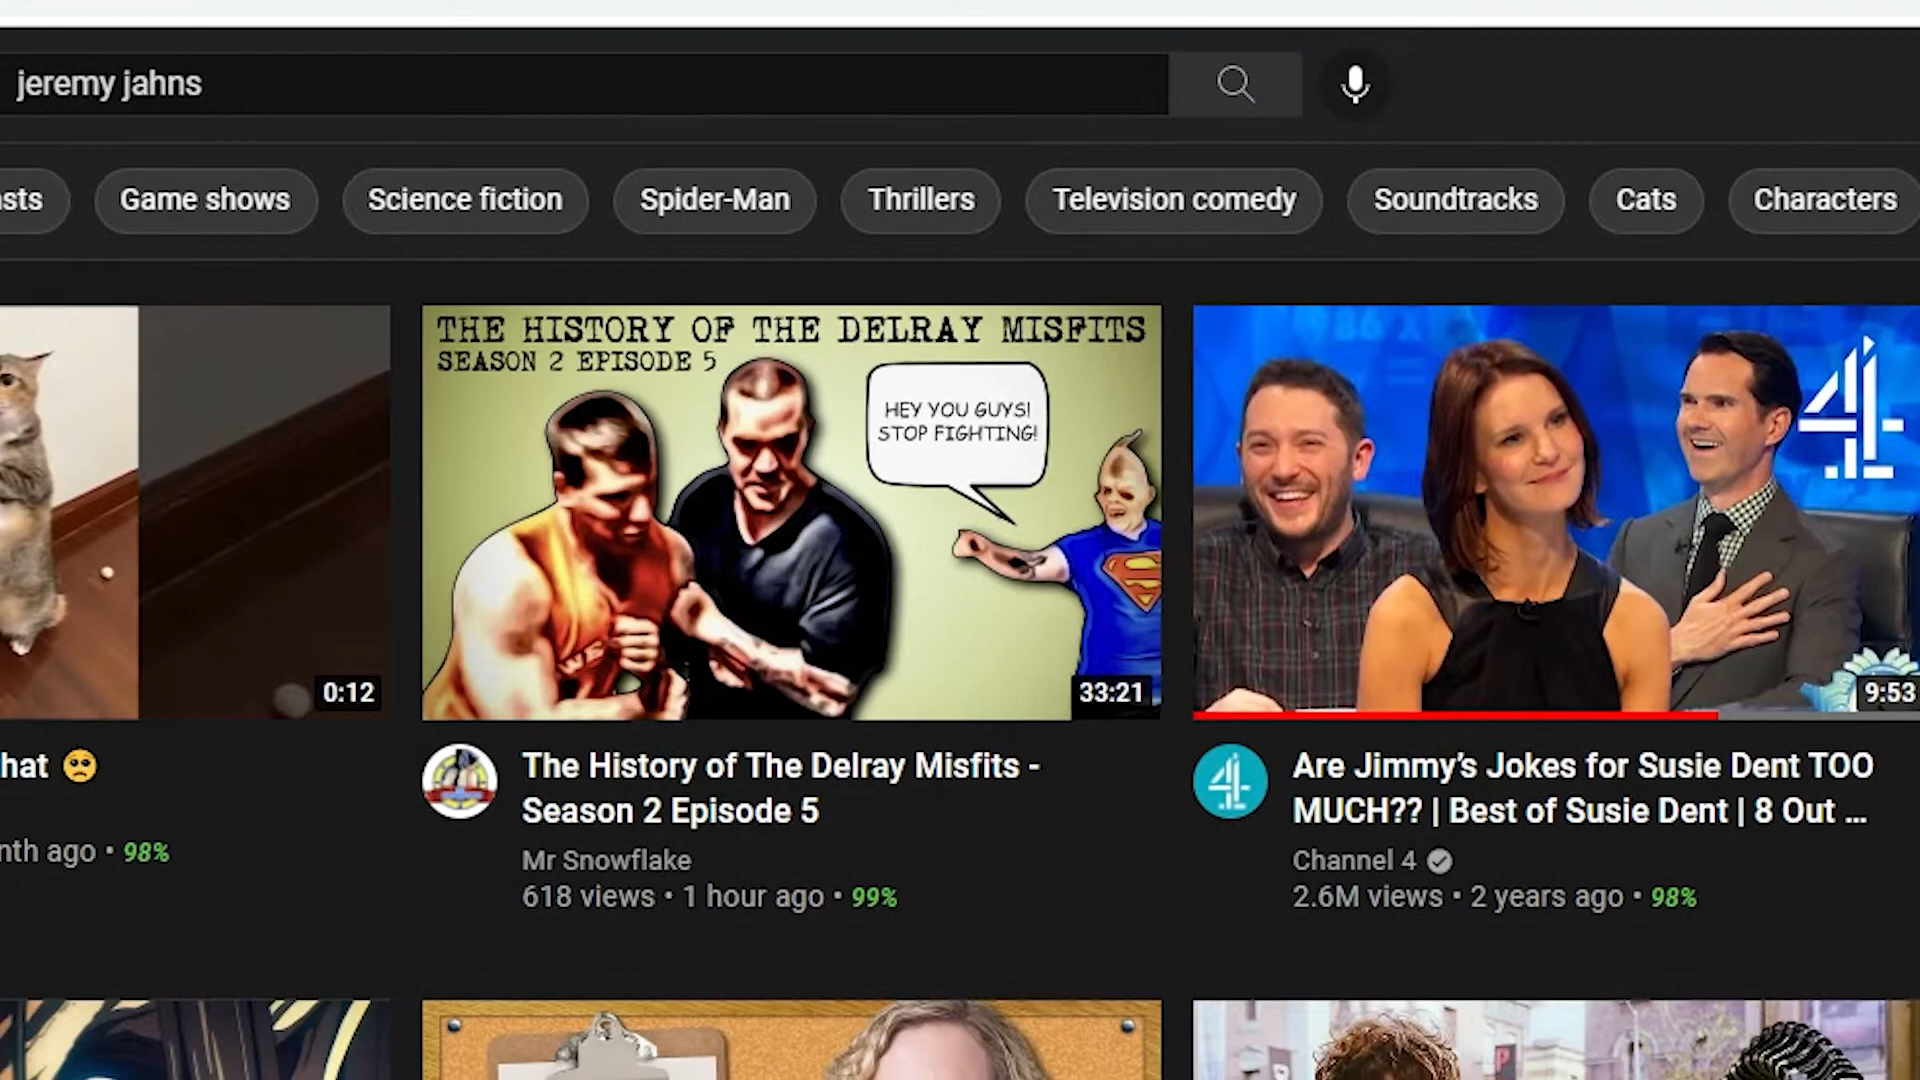 jeremy jahns
sts
Game shows
Science fiction
Spider-Man
Thrillers
Television comedy
Soundtracks
Cats
Characters
THE HISTORY OF THE DELRAY MISFITS
SEASON 2 EPISODE 5
HEY YOU GUYS!
STOP FIGHTING!
0:12
33:21
9:53
hat 🥺
nth ago • 98%
The History of The Delray Misfits -
Season 2 Episode 5
Mr Snowflake
618 views • 1 hour ago • 99%
Are Jimmy’s Jokes for Susie Dent TOO
MUCH?? | Best of Susie Dent | 8 Out ...
Channel 4
2.6M views • 2 years ago • 98%